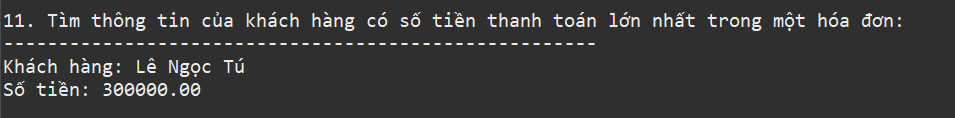 11. Tìm thông tin của khách hàng có số tiền thanh toán lớn nhất trong một hóa đơn:
------------------------------------------------------
Khách hàng: Lê Ngọc Tú
Số tiền: 300000.00